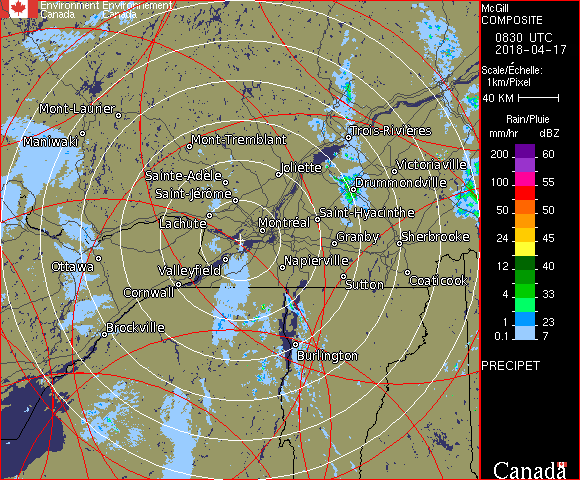 Environment Environnement
Canada Canada
McGill
COMPOSITE
0830 UTC
2018-04-17
Scale/Échelle:
1km/Pixel
40 KM
Rain/Pluie
mm/hr dBZ
200 60
100 55
50 50
24 45
12 40
4 33
1 23
0.1 7
PRECIPET
Canada
Mont-Laurier
Maniwaki
Mont-Tremblant
Trois-Rivières
Victoriaville
Joliette
Sainte-Adèle
Drummondville
Saint-Jérôme
Lachute
Saint-Hyacinthe
Montréal
Granby
Sherbrooke
Ottawa
Valleyfield
Napierville
Cornwall
Sutton
Coaticook
Brockville
Burlington